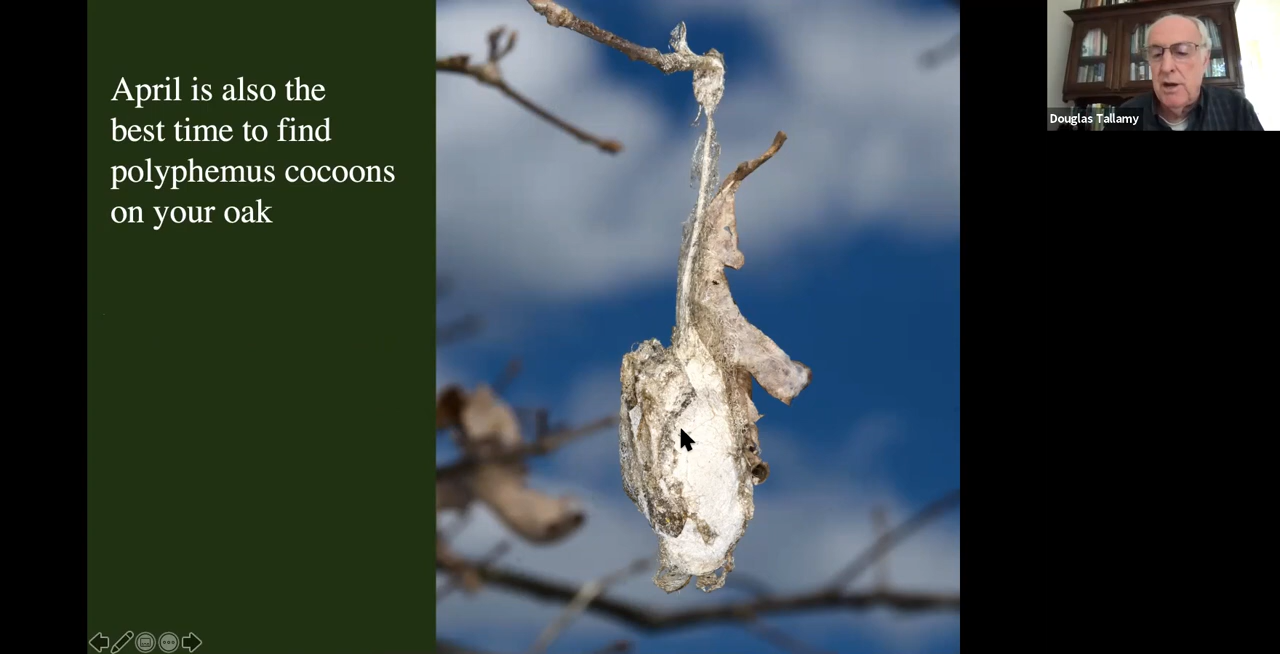 April is also the
best time to find
polyphemus cocoons
on your oak
Douglas Tallamy